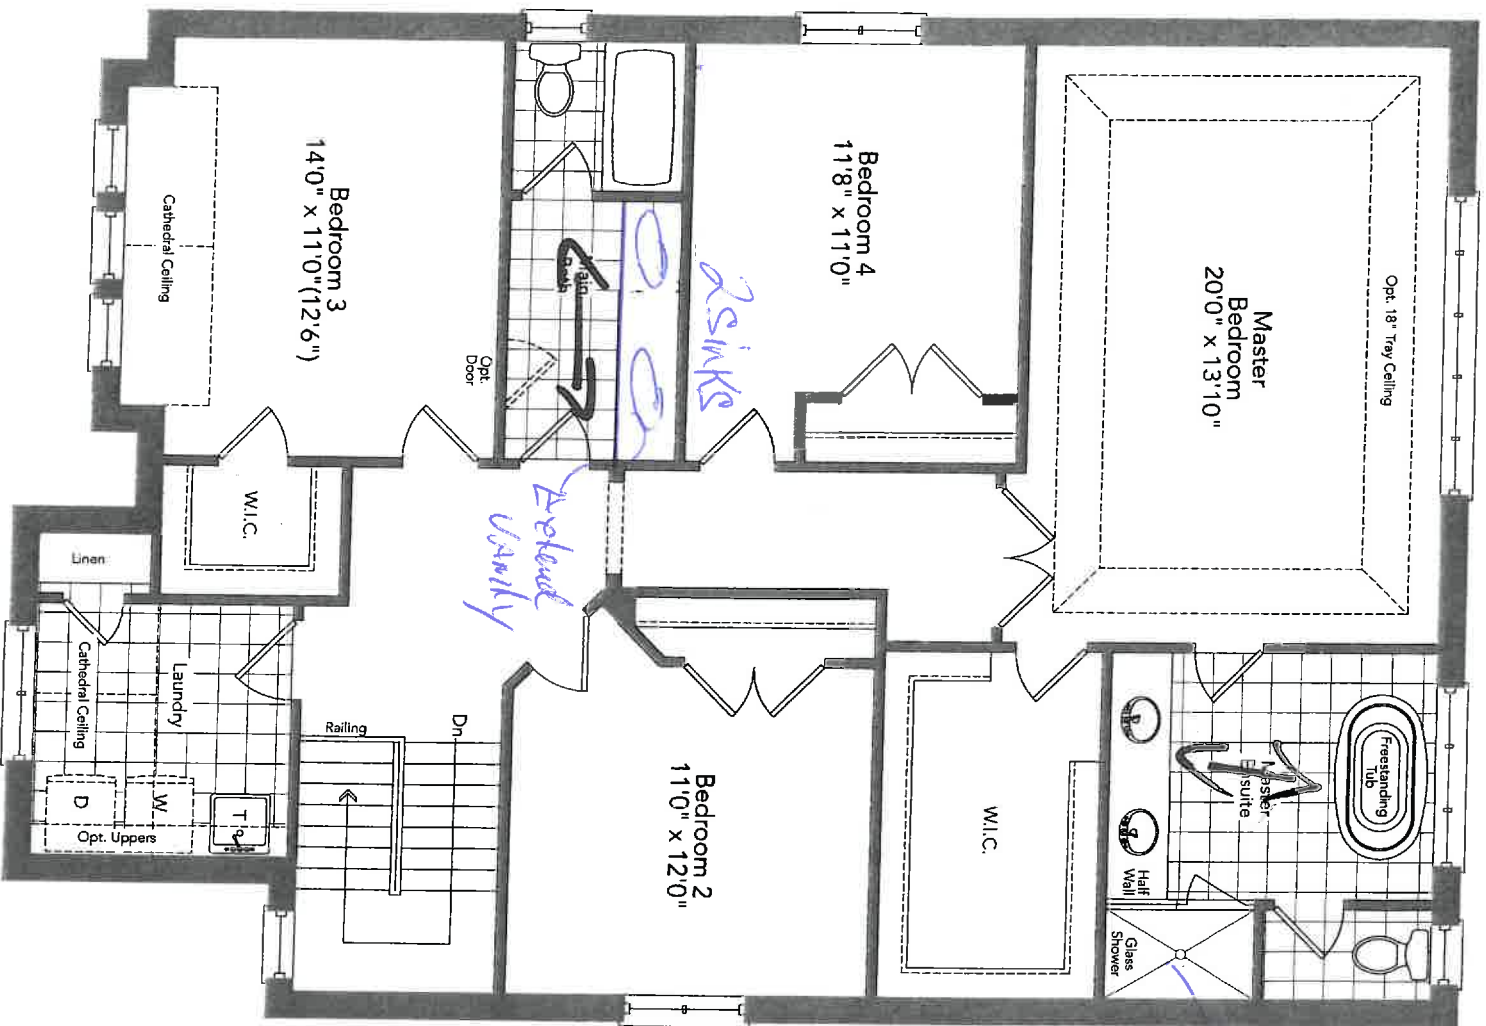 Opt. 18" Tray Ceiling
Master
Bedroom
20'0" x 13'10"
Freestanding
Tub
Master
Ensuite
Half
Wall
Glass
Shower
W.I.C.
Bedroom 4
11'8" x 11'0"
2 Sinks
Main
Bath
Opt.
Door
Extend
Vanity
Bedroom 2
11'0" x 12'0"
Bedroom 3
14'0" x 11'0" (12'6")
Cathedral Ceiling
W.I.C.
Linen
Laundry
Cathedral Ceiling
Railing
Dn
T
W
D
Opt. Uppers